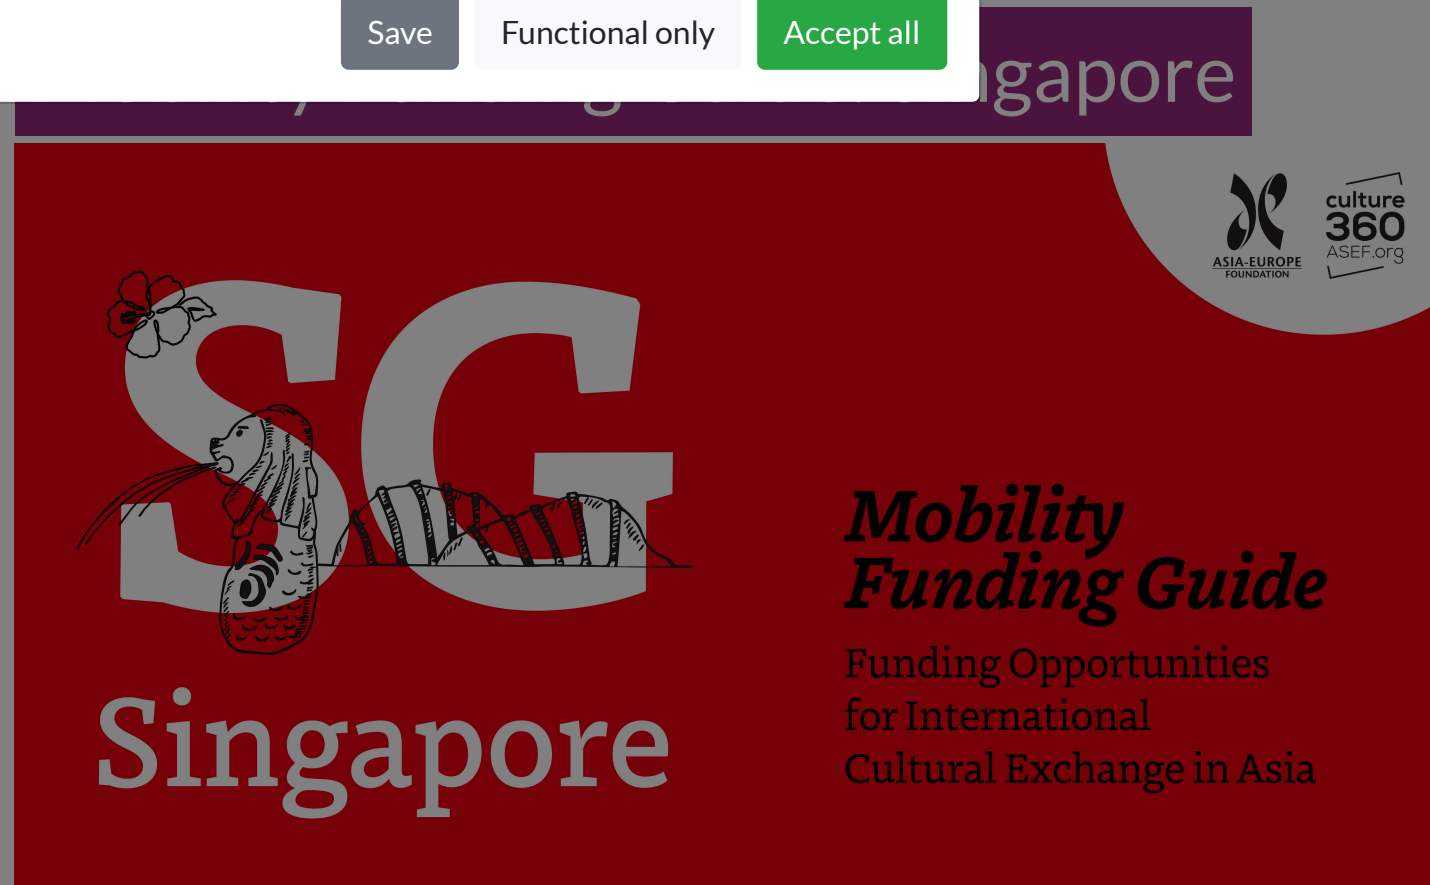 Save
Functional only
Accept all
ngapore
ASIA-EUROPE
FOUNDATION
culture
360
ASEF.org
SG
Singapore
Mobility
Funding Guide
Funding Opportunities
for International
Cultural Exchange in Asia